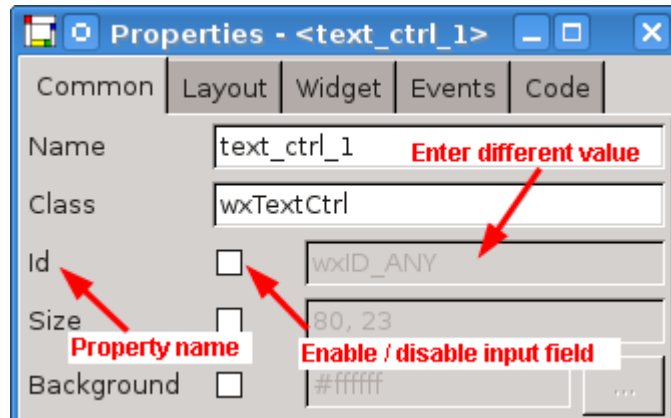 Properties - <text_ctrl_1>
Common Layout Widget Events Code
Name text_ctrl_1 Enter different value
Class wxTextCtrl
Id wxID_ANY
Size 80, 23
Property name Enable / disable input field
Background #ffffff ...